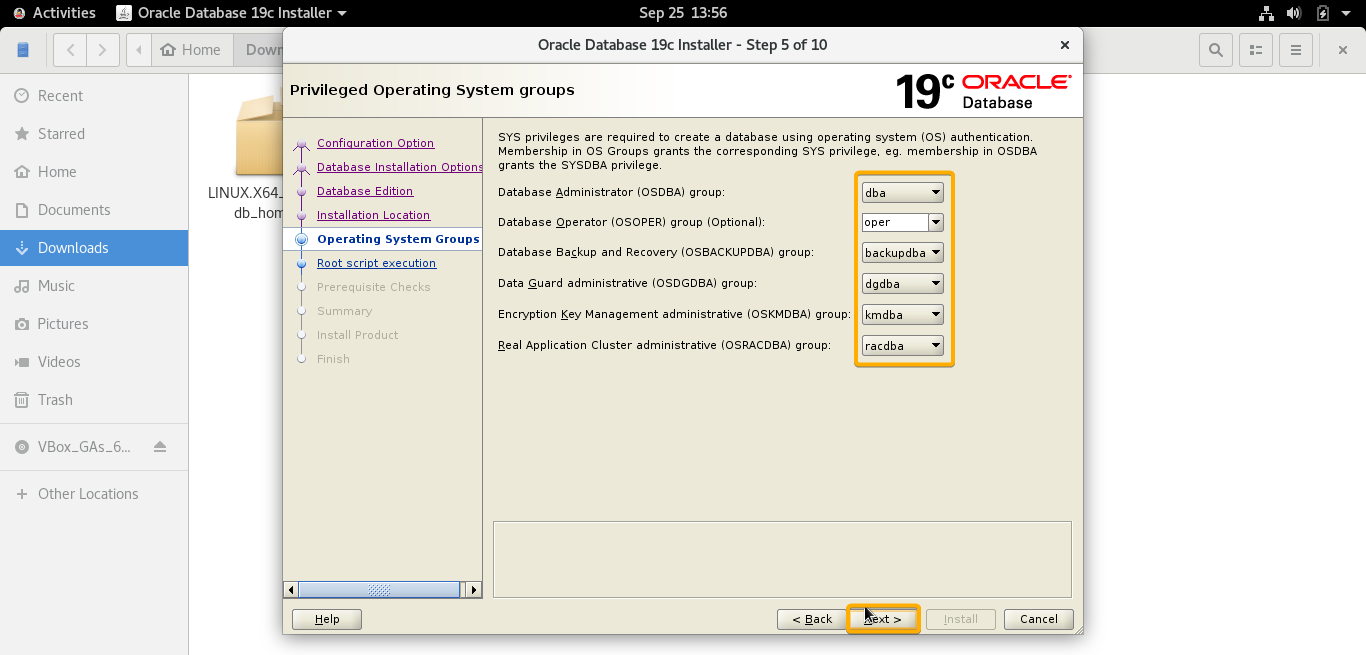 Activities
Oracle Database 19c Installer
Sep 25 13:56
Home
Down
Recent
Starred
Home
Documents
Downloads
Music
Pictures
Videos
Trash
VBox_GAs_6...
Other Locations
LINUX.X64_
db_hom
Oracle Database 19c Installer - Step 5 of 10
Privileged Operating System groups
19c ORACLE
Database
Configuration Option
Database Installation Options
Database Edition
Installation Location
Operating System Groups
Root script execution
Prerequisite Checks
Summary
Install Product
Finish
SYS privileges are required to create a database using operating system (OS) authentication.
Membership in OS Groups grants the corresponding SYS privilege, eg. membership in OSDBA
grants the SYSDBA privilege.
Database Administrator (OSDBA) group: dba
Database Operator (OSOPER) group (Optional): oper
Database Backup and Recovery (OSBACKUPDBA) group: backupdba
Data Guard administrative (OSDGDBA) group: dgdba
Encryption Key Management administrative (OSKMDBA) group: kmdba
Real Application Cluster administrative (OSRACDBA) group: racdba
Help
< Back
Next >
Install
Cancel